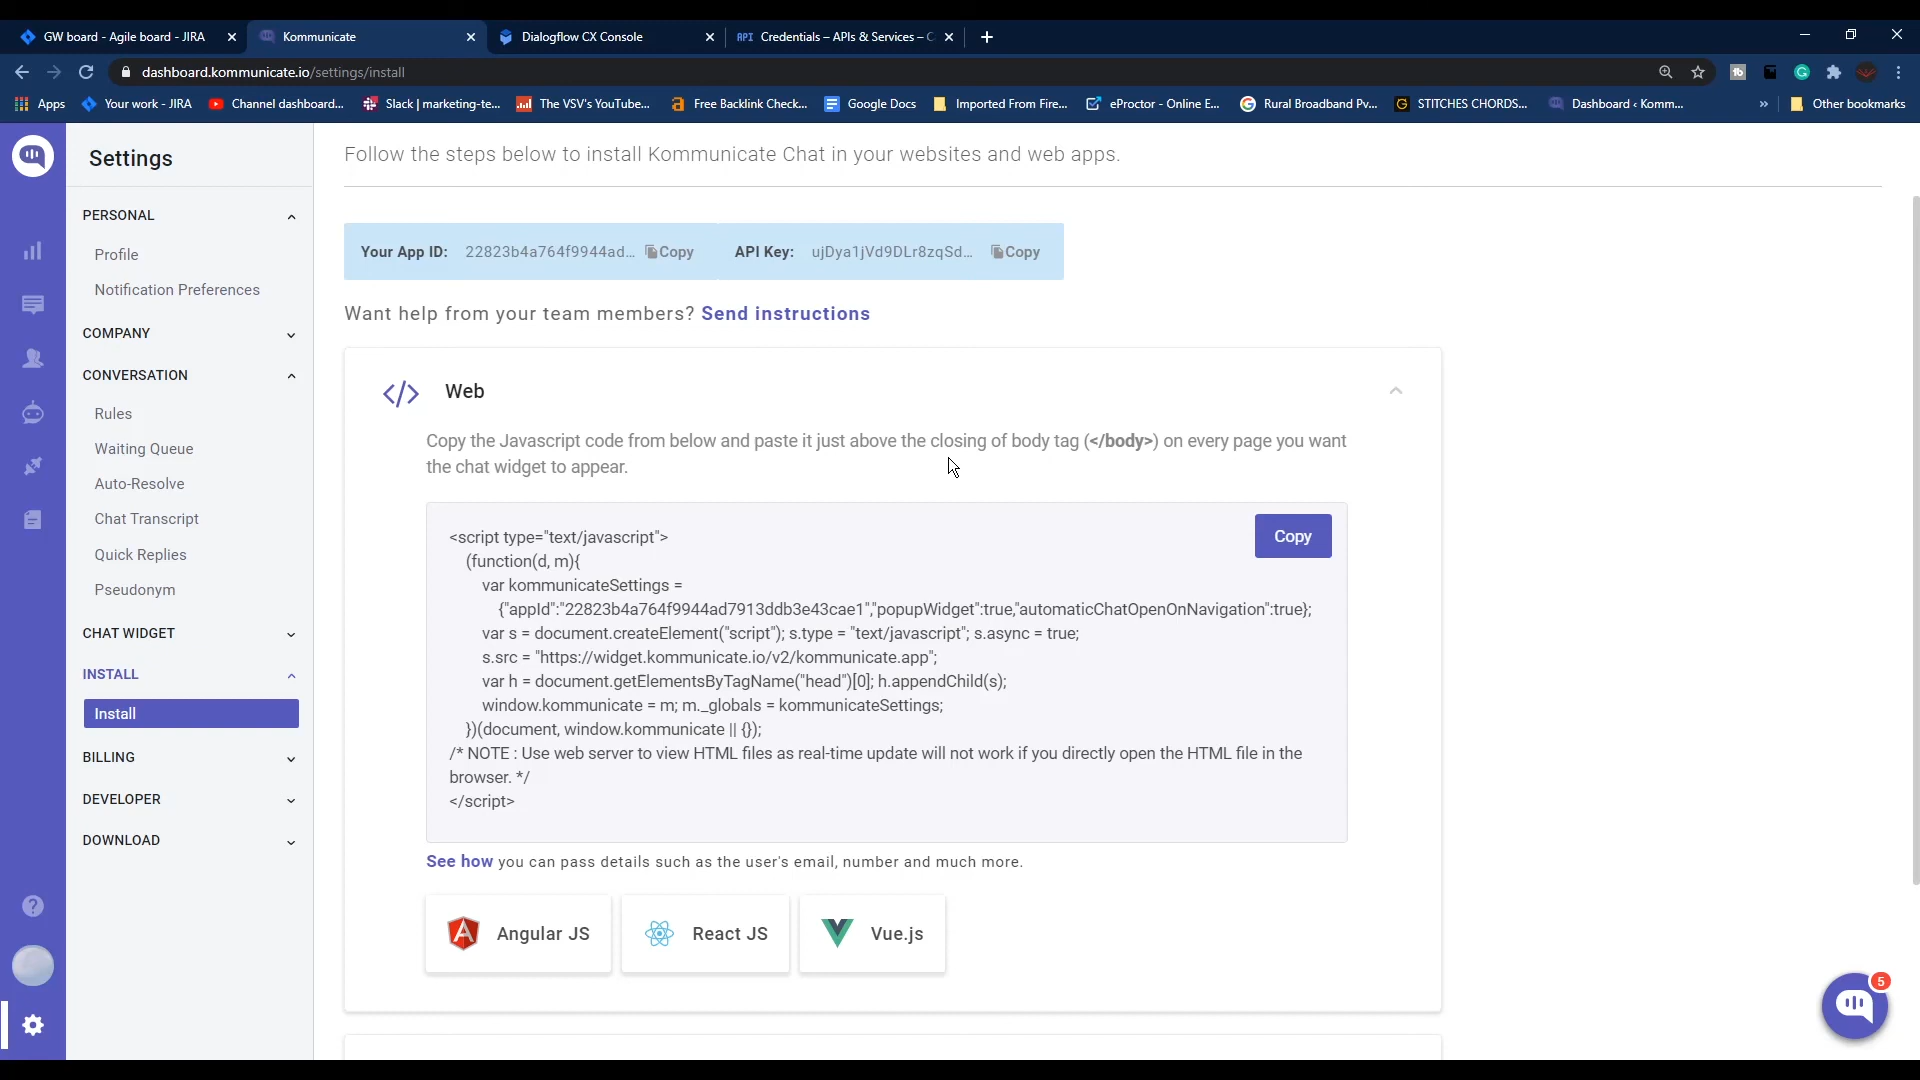 GW board - Agile board - JIRA
Kommunicate
Dialogflow CX Console
API Credentials – APIs & Services – C
dashboard.kommunicate.io/settings/install
Apps
Your work - JIRA
Channel dashboard...
Slack | marketing-te...
The VSV's YouTube...
Free Backlink Check...
Google Docs
Imported From Fire...
eProctor - Online E...
Rural Broadband Pv...
STITCHES CHORDS...
Dashboard ‹ Komm...
»
Other bookmarks
Settings
PERSONAL
Profile
Notification Preferences
COMPANY
CONVERSATION
Rules
Waiting Queue
Auto-Resolve
Chat Transcript
Quick Replies
Pseudonym
CHAT WIDGET
INSTALL
Install
BILLING
DEVELOPER
DOWNLOAD
Follow the steps below to install Kommunicate Chat in your websites and web apps.
Your App ID: 22823b4a764f9944ad... Copy API Key: ujDya1jVd9DLr8zqSd... Copy
Want help from your team members? Send instructions
</> Web
Copy the Javascript code from below and paste it just above the closing of body tag (</body>) on every page you want
the chat widget to appear.
Copy
<script type="text/javascript">
(function(d, m){
var kommunicateSettings =
{"appId":"22823b4a764f9944ad7913ddb3e43cae1","popupWidget":true,"automaticChatOpenOnNavigation":true};
var s = document.createElement("script"); s.type = "text/javascript"; s.async = true;
s.src = "https://widget.kommunicate.io/v2/kommunicate.app";
var h = document.getElementsByTagName("head")[0]; h.appendChild(s);
window.kommunicate = m; m._globals = kommunicateSettings;
})(document, window.kommunicate || {});
/* NOTE : Use web server to view HTML files as real-time update will not work if you directly open the HTML file in the
browser. */
</script>
See how you can pass details such as the user's email, number and much more.
Angular JS
React JS
Vue.js
5